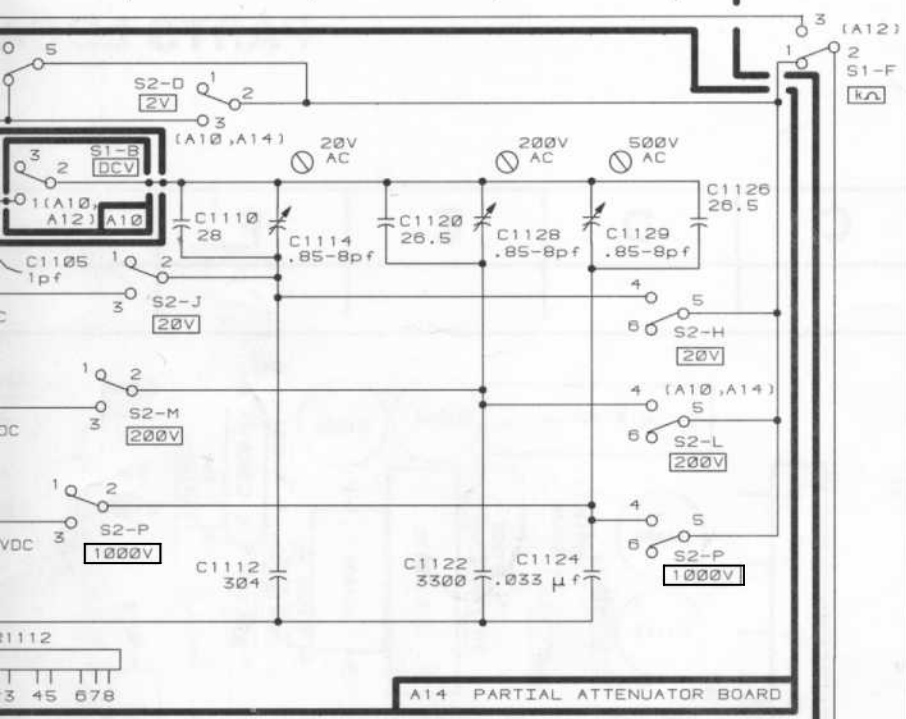 3
(A12)
5
1
2
S2-D
1
S1-F
2V
2
kΩ
3
(A10,A14)
20V
AC
200V
AC
500V
AC
3
S1-B
2
DCV
1(A10,
A12)
A10
C1110
28
C1114
.85-8pf
C1120
26.5
C1128
.85-8pf
C1129
.85-8pf
C1126
26.5
C1105
1pf
1
2
3
S2-J
20V
4
5
6
S2-H
20V
1
2
3
S2-M
200V
4
(A10,A14)
5
6
S2-L
200V
DC
1
2
3
S2-P
1000V
VDC
4
5
6
S2-P
1000V
C1112
304
C1122
3300
C1124
.033 μf
R1112
3 45 678
A14 PARTIAL ATTENUATOR BOARD